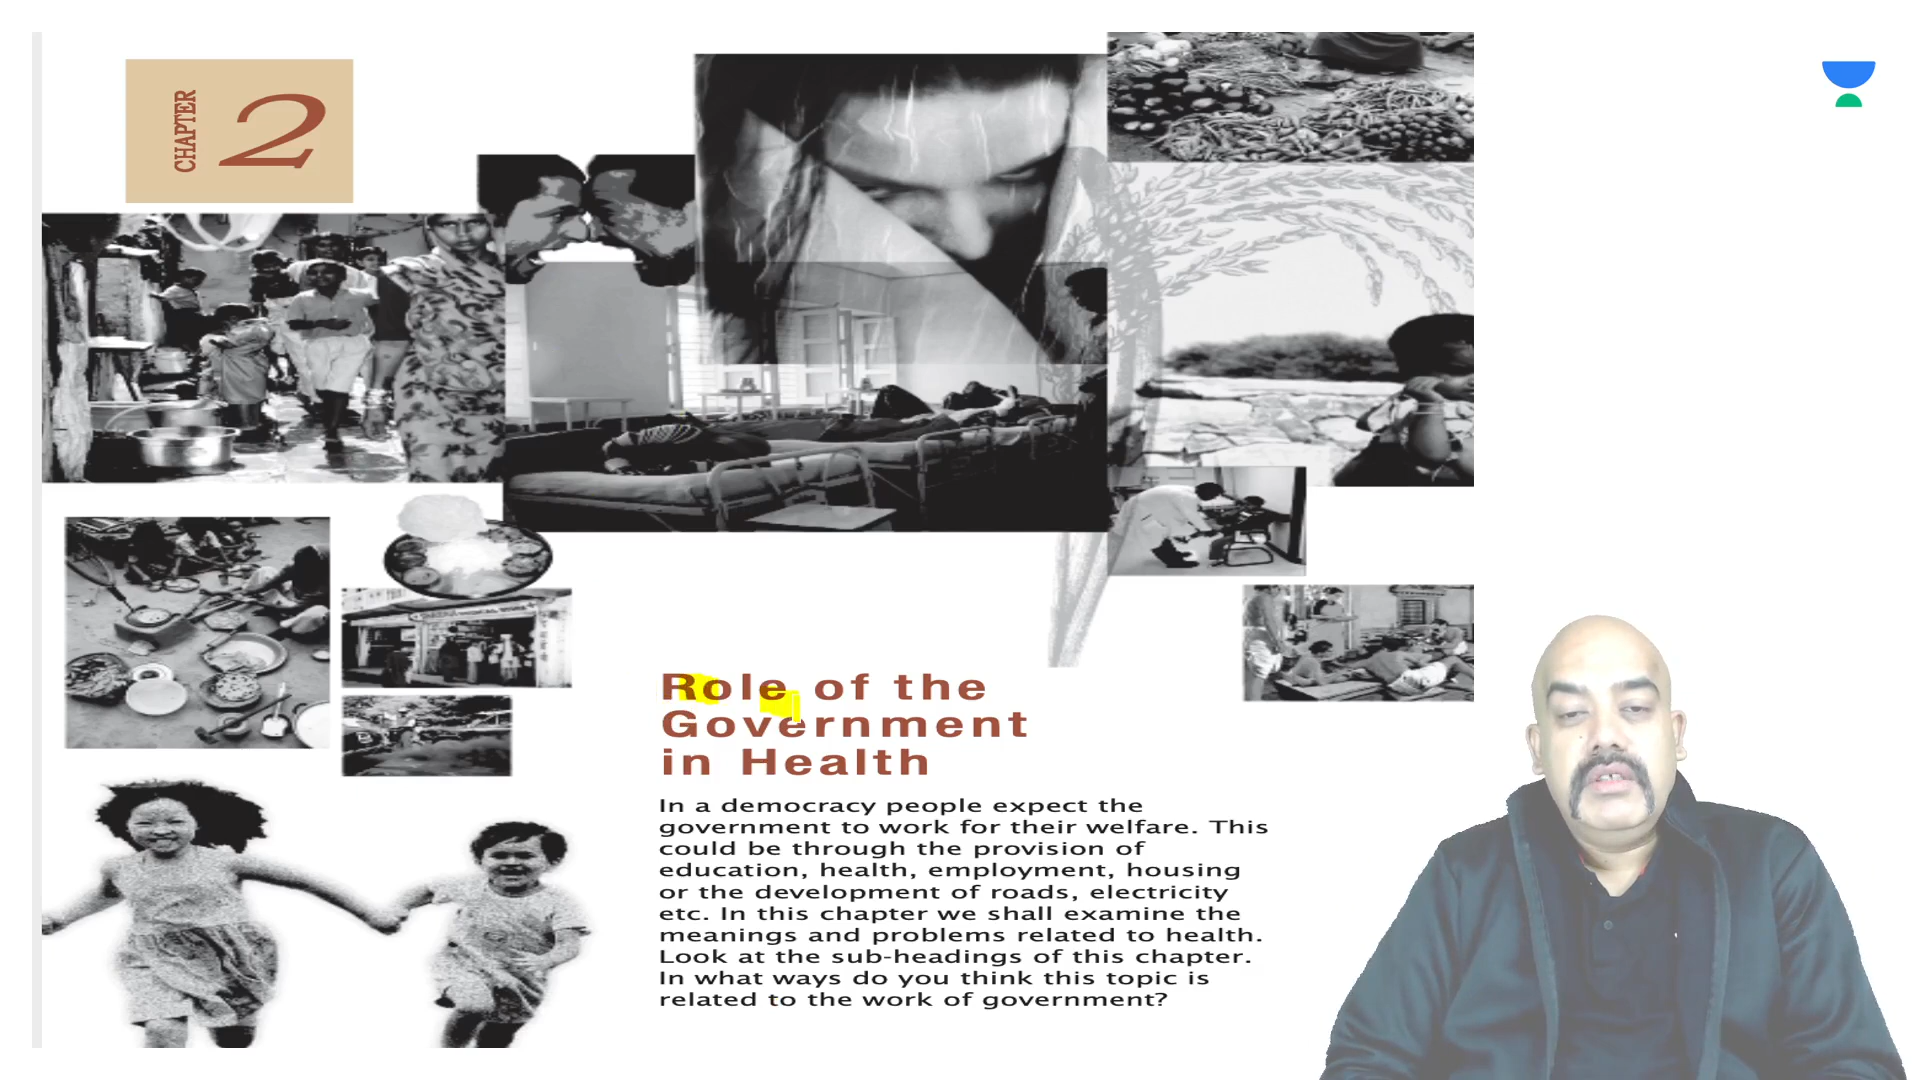 CHAPTER 2
Role of the
Government
in Health
In a democracy people expect the
government to work for their welfare. This
could be through the provision of
education, health, employment, housing
or the development of roads, electricity
etc. In this chapter we shall examine the
meanings and problems related to health.
Look at the sub-headings of this chapter.
In what ways do you think this topic is
related to the work of government?